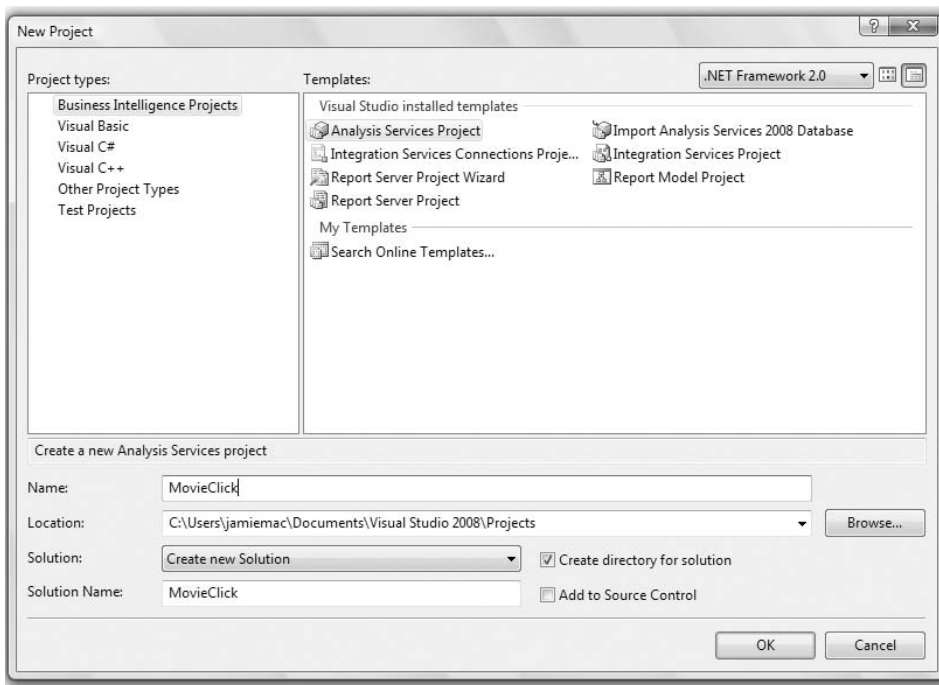 New Project
Project types:
Templates:
.NET Framework 2.0
Business Intelligence Projects
Visual Basic
Visual C#
Visual C++
Other Project Types
Test Projects
Visual Studio installed templates
Analysis Services Project
Import Analysis Services 2008 Database
Integration Services Connections Proje...
Integration Services Project
Report Server Project Wizard
Report Model Project
Report Server Project
My Templates
Search Online Templates...
Create a new Analysis Services project
Name:
MovieClick
Location:
C:\Users\jamiemac\Documents\Visual Studio 2008\Projects
Browse...
Solution:
Create new Solution
Create directory for solution
Solution Name:
MovieClick
Add to Source Control
OK
Cancel